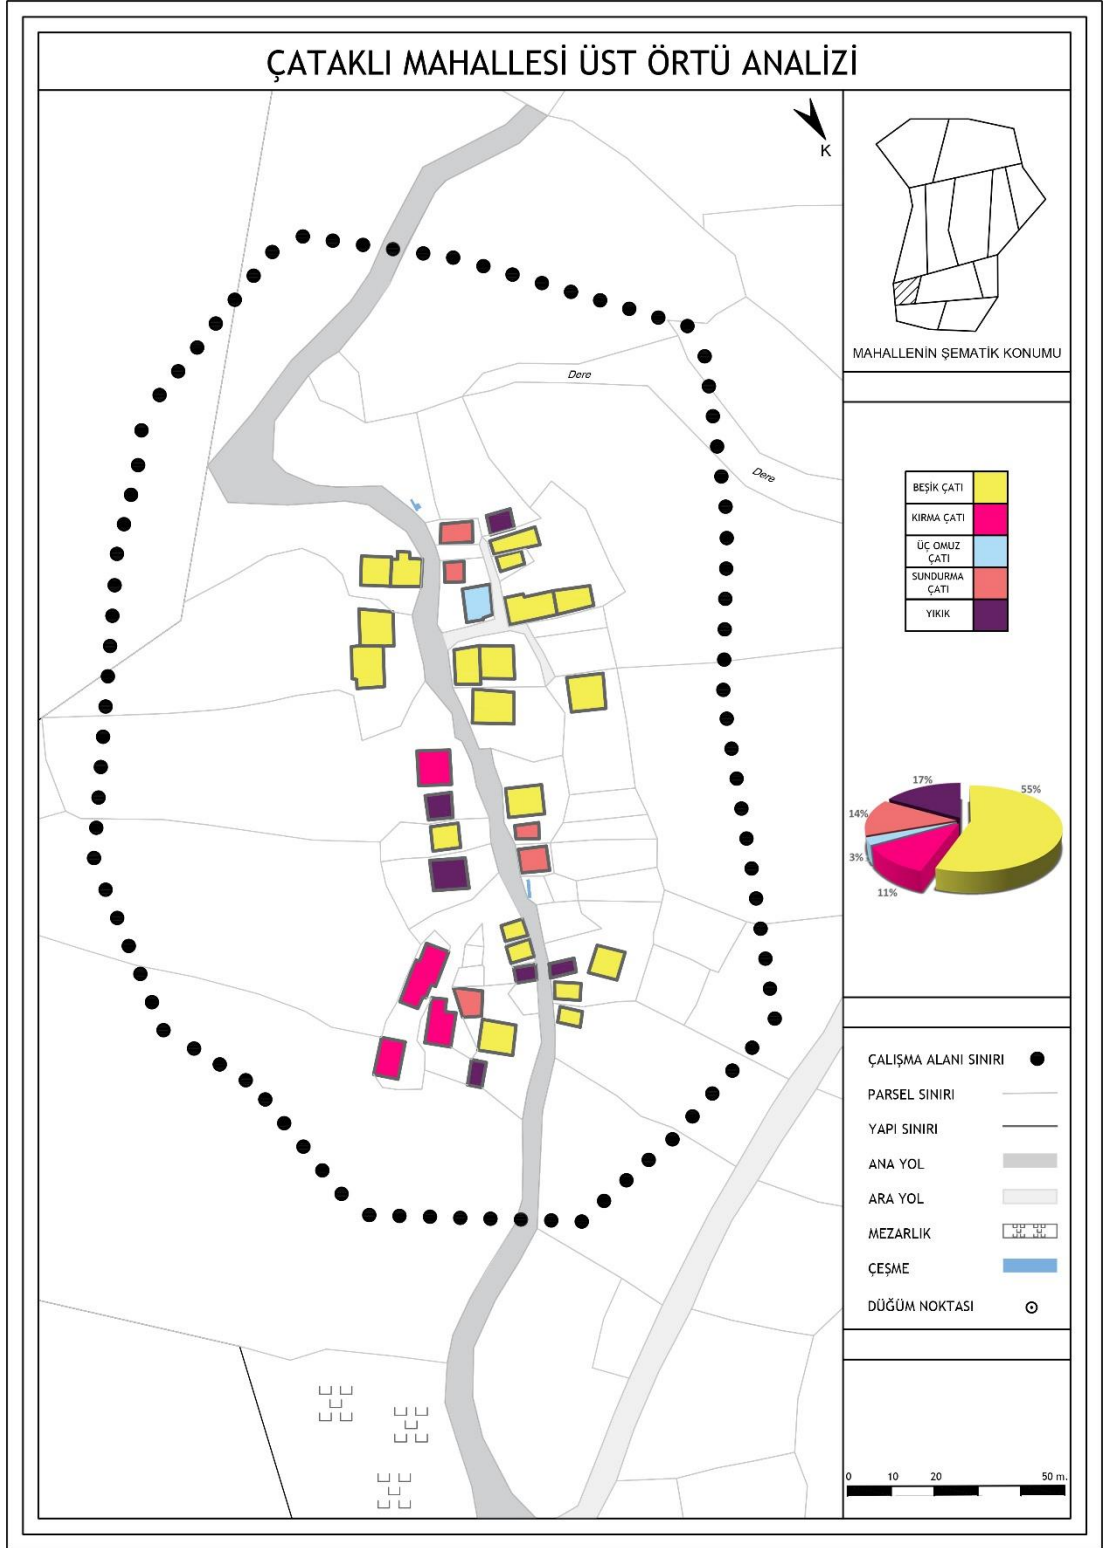 ÇATAKLI MAHALLESİ ÜST ÖRTÜ ANALİZİ
K
MAHALLENİN ŞEMATİK KONUMU
Dere
Dere
BEŞİK ÇATI
KIRMA ÇATI
ÜÇ OMUZ
ÇATI
SUNDURMA
ÇATI
YIKIK
17%
55%
14%
3%
11%
ÇALIŞMA ALANI SINIRI
PARSEL SINIRI
YAPI SINIRI
ANA YOL
ARA YOL
MEZARLIK
ÇEŞME
DÜĞÜM NOKTASI
0 10 20 50 m.